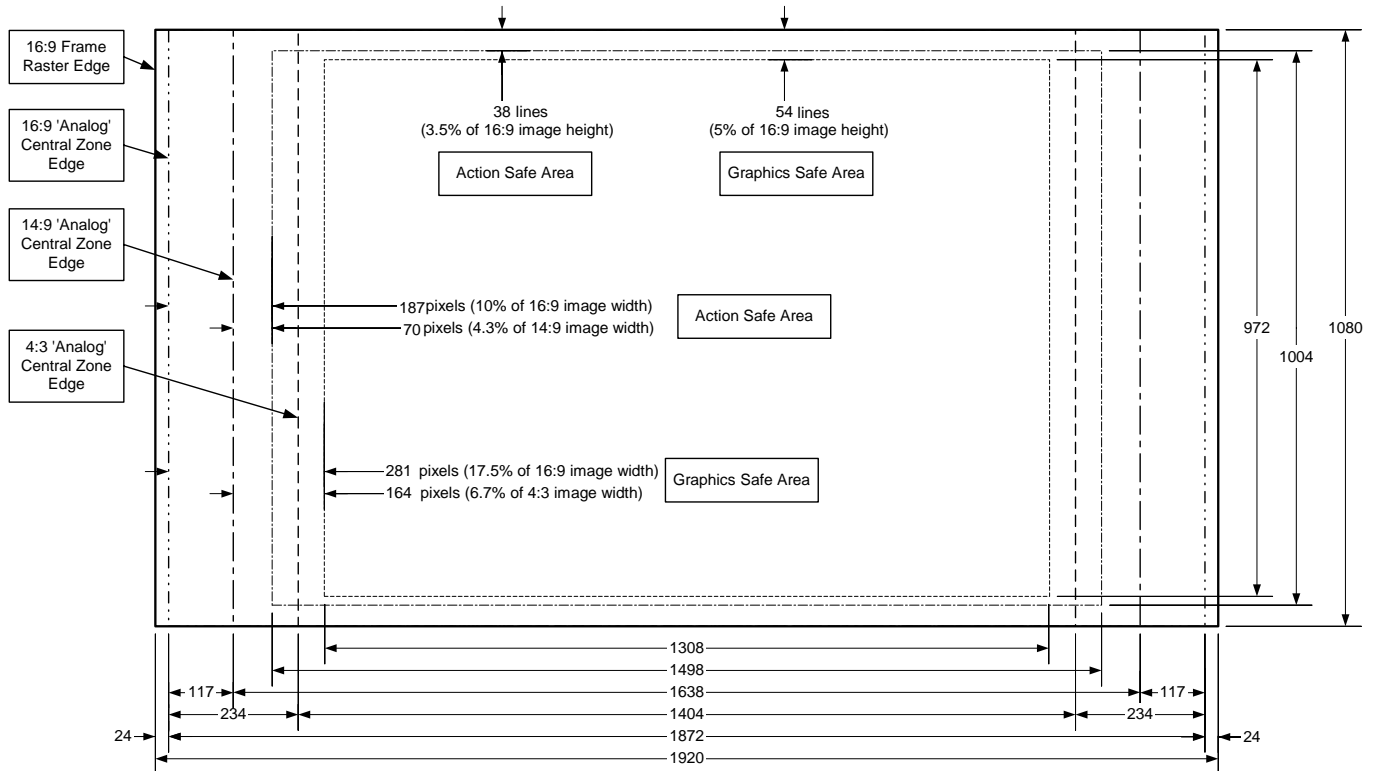 16:9 Frame
Raster Edge
16:9 'Analog'
Central Zone
Edge
14:9 'Analog'
Central Zone
Edge
4:3 'Analog'
Central Zone
Edge
38 lines
(3.5% of 16:9 image height)
Action Safe Area
54 lines
(5% of 16:9 image height)
Graphics Safe Area
187 pixels (10% of 16:9 image width)
70 pixels (4.3% of 14:9 image width)
Action Safe Area
281 pixels (17.5% of 16:9 image width)
164 pixels (6.7% of 4:3 image width)
Graphics Safe Area
972
1004
1080
1308
1498
117
1638
117
234
1404
234
24
1872
24
1920